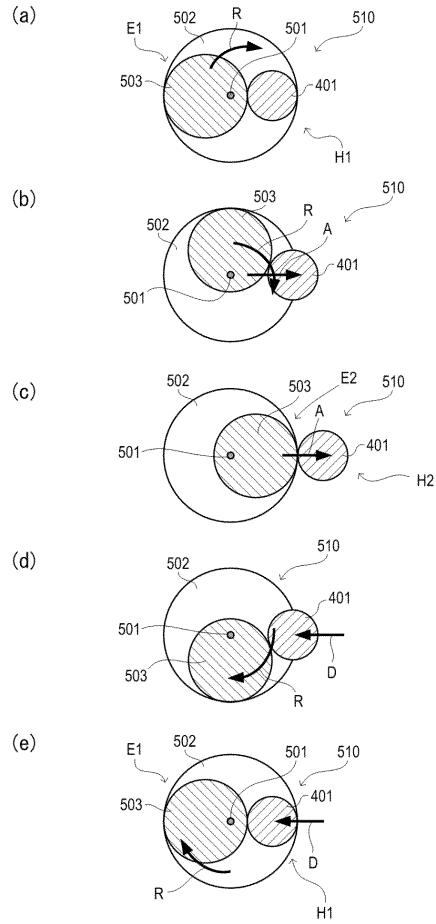 (a)
E1 502 R 501 510
503 401
H1
(b)
503 510
502 R A
401
501
(c)
502 503 E2 510
A
501 401
H2
(d)
502 510
401
501
503 D
R
(e)
E1 502 501 510
503 401
D
R H1